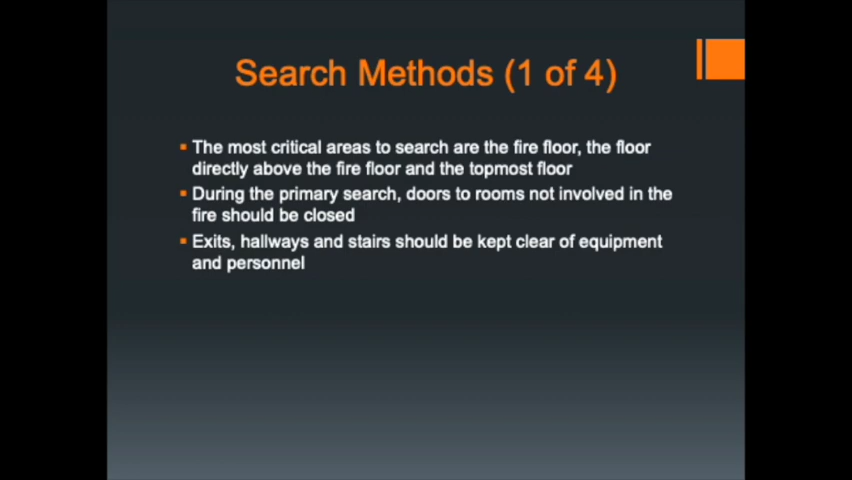 Search Methods (1 of 4)
The most critical areas to search are the fire floor, the floor
directly above the fire floor and the topmost floor
During the primary search, doors to rooms not involved in the
fire should be closed
Exits, hallways and stairs should be kept clear of equipment
and personnel